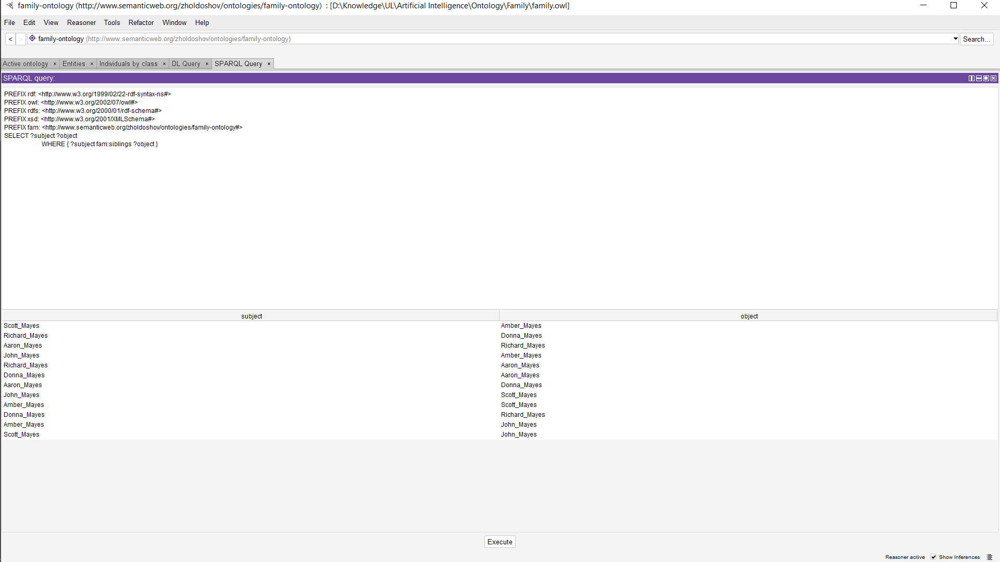 family-ontology (http://www.semanticweb.org/zholdoshov/ontologies/family-ontology) : [D:\Knowledge\UL\Artificial Intelligence\Ontology\Family\family.owl]
File Edit View Reasoner Tools Refactor Window Help
< > family-ontology (http://www.semanticweb.org/zholdoshov/ontologies/family-ontology) Search...
Active ontology × Entities × Individuals by class × DL Query × SPARQL Query ×
SPARQL query:
PREFIX rdf: <http://www.w3.org/1999/02/22-rdf-syntax-ns#>
PREFIX owl: <http://www.w3.org/2002/07/owl#>
PREFIX rdfs: <http://www.w3.org/2000/01/rdf-schema#>
PREFIX xsd: <http://www.w3.org/2001/XMLSchema#>
PREFIX fam: <http://www.semanticweb.org/zholdoshov/ontologies/family-ontology#>
SELECT ?subject ?object
WHERE { ?subject fam:siblings ?object }
subject object
Scott_Mayes Amber_Mayes
Richard_Mayes Donna_Mayes
Aaron_Mayes Richard_Mayes
John_Mayes Amber_Mayes
Richard_Mayes Aaron_Mayes
Donna_Mayes Aaron_Mayes
Aaron_Mayes Donna_Mayes
John_Mayes Scott_Mayes
Amber_Mayes Scott_Mayes
Donna_Mayes Richard_Mayes
Amber_Mayes John_Mayes
Scott_Mayes John_Mayes
Execute
Reasoner active Show Inferences